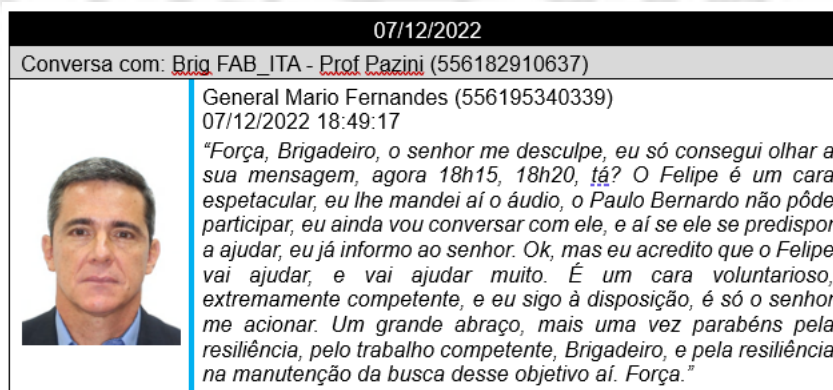 07/12/2022
Conversa com: Brig FAB_ITA - Prof Pazini (556182910637)
General Mario Fernandes (556195340339)
07/12/2022 18:49:17
“Força, Brigadeiro, o senhor me desculpe, eu só consegui olhar a
sua mensagem, agora 18h15, 18h20, tá? O Felipe é um cara
espetacular, eu lhe mandei aí o áudio, o Paulo Bernardo não pôde
participar, eu ainda vou conversar com ele, e aí se ele se predispor
a ajudar, eu já informo ao senhor. Ok, mas eu acredito que o Felipe
vai ajudar, e vai ajudar muito. É um cara voluntarioso,
extremamente competente, e eu sigo à disposição, é só o senhor
me acionar. Um grande abraço, mais uma vez parabéns pela
resiliência, pelo trabalho competente, Brigadeiro, e pela resiliência
na manutenção da busca desse objetivo aí. Força.”